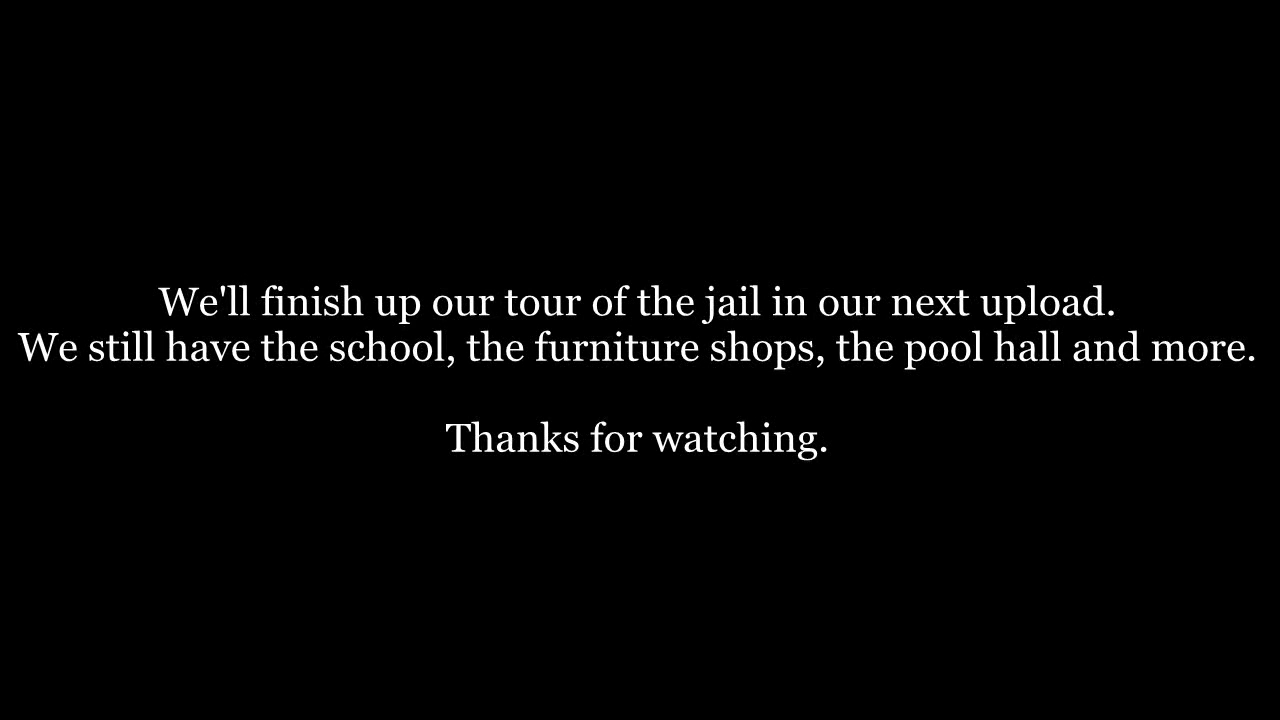 We'll finish up our tour of the jail in our next upload.
We still have the school, the furniture shops, the pool hall and more.
Thanks for watching.